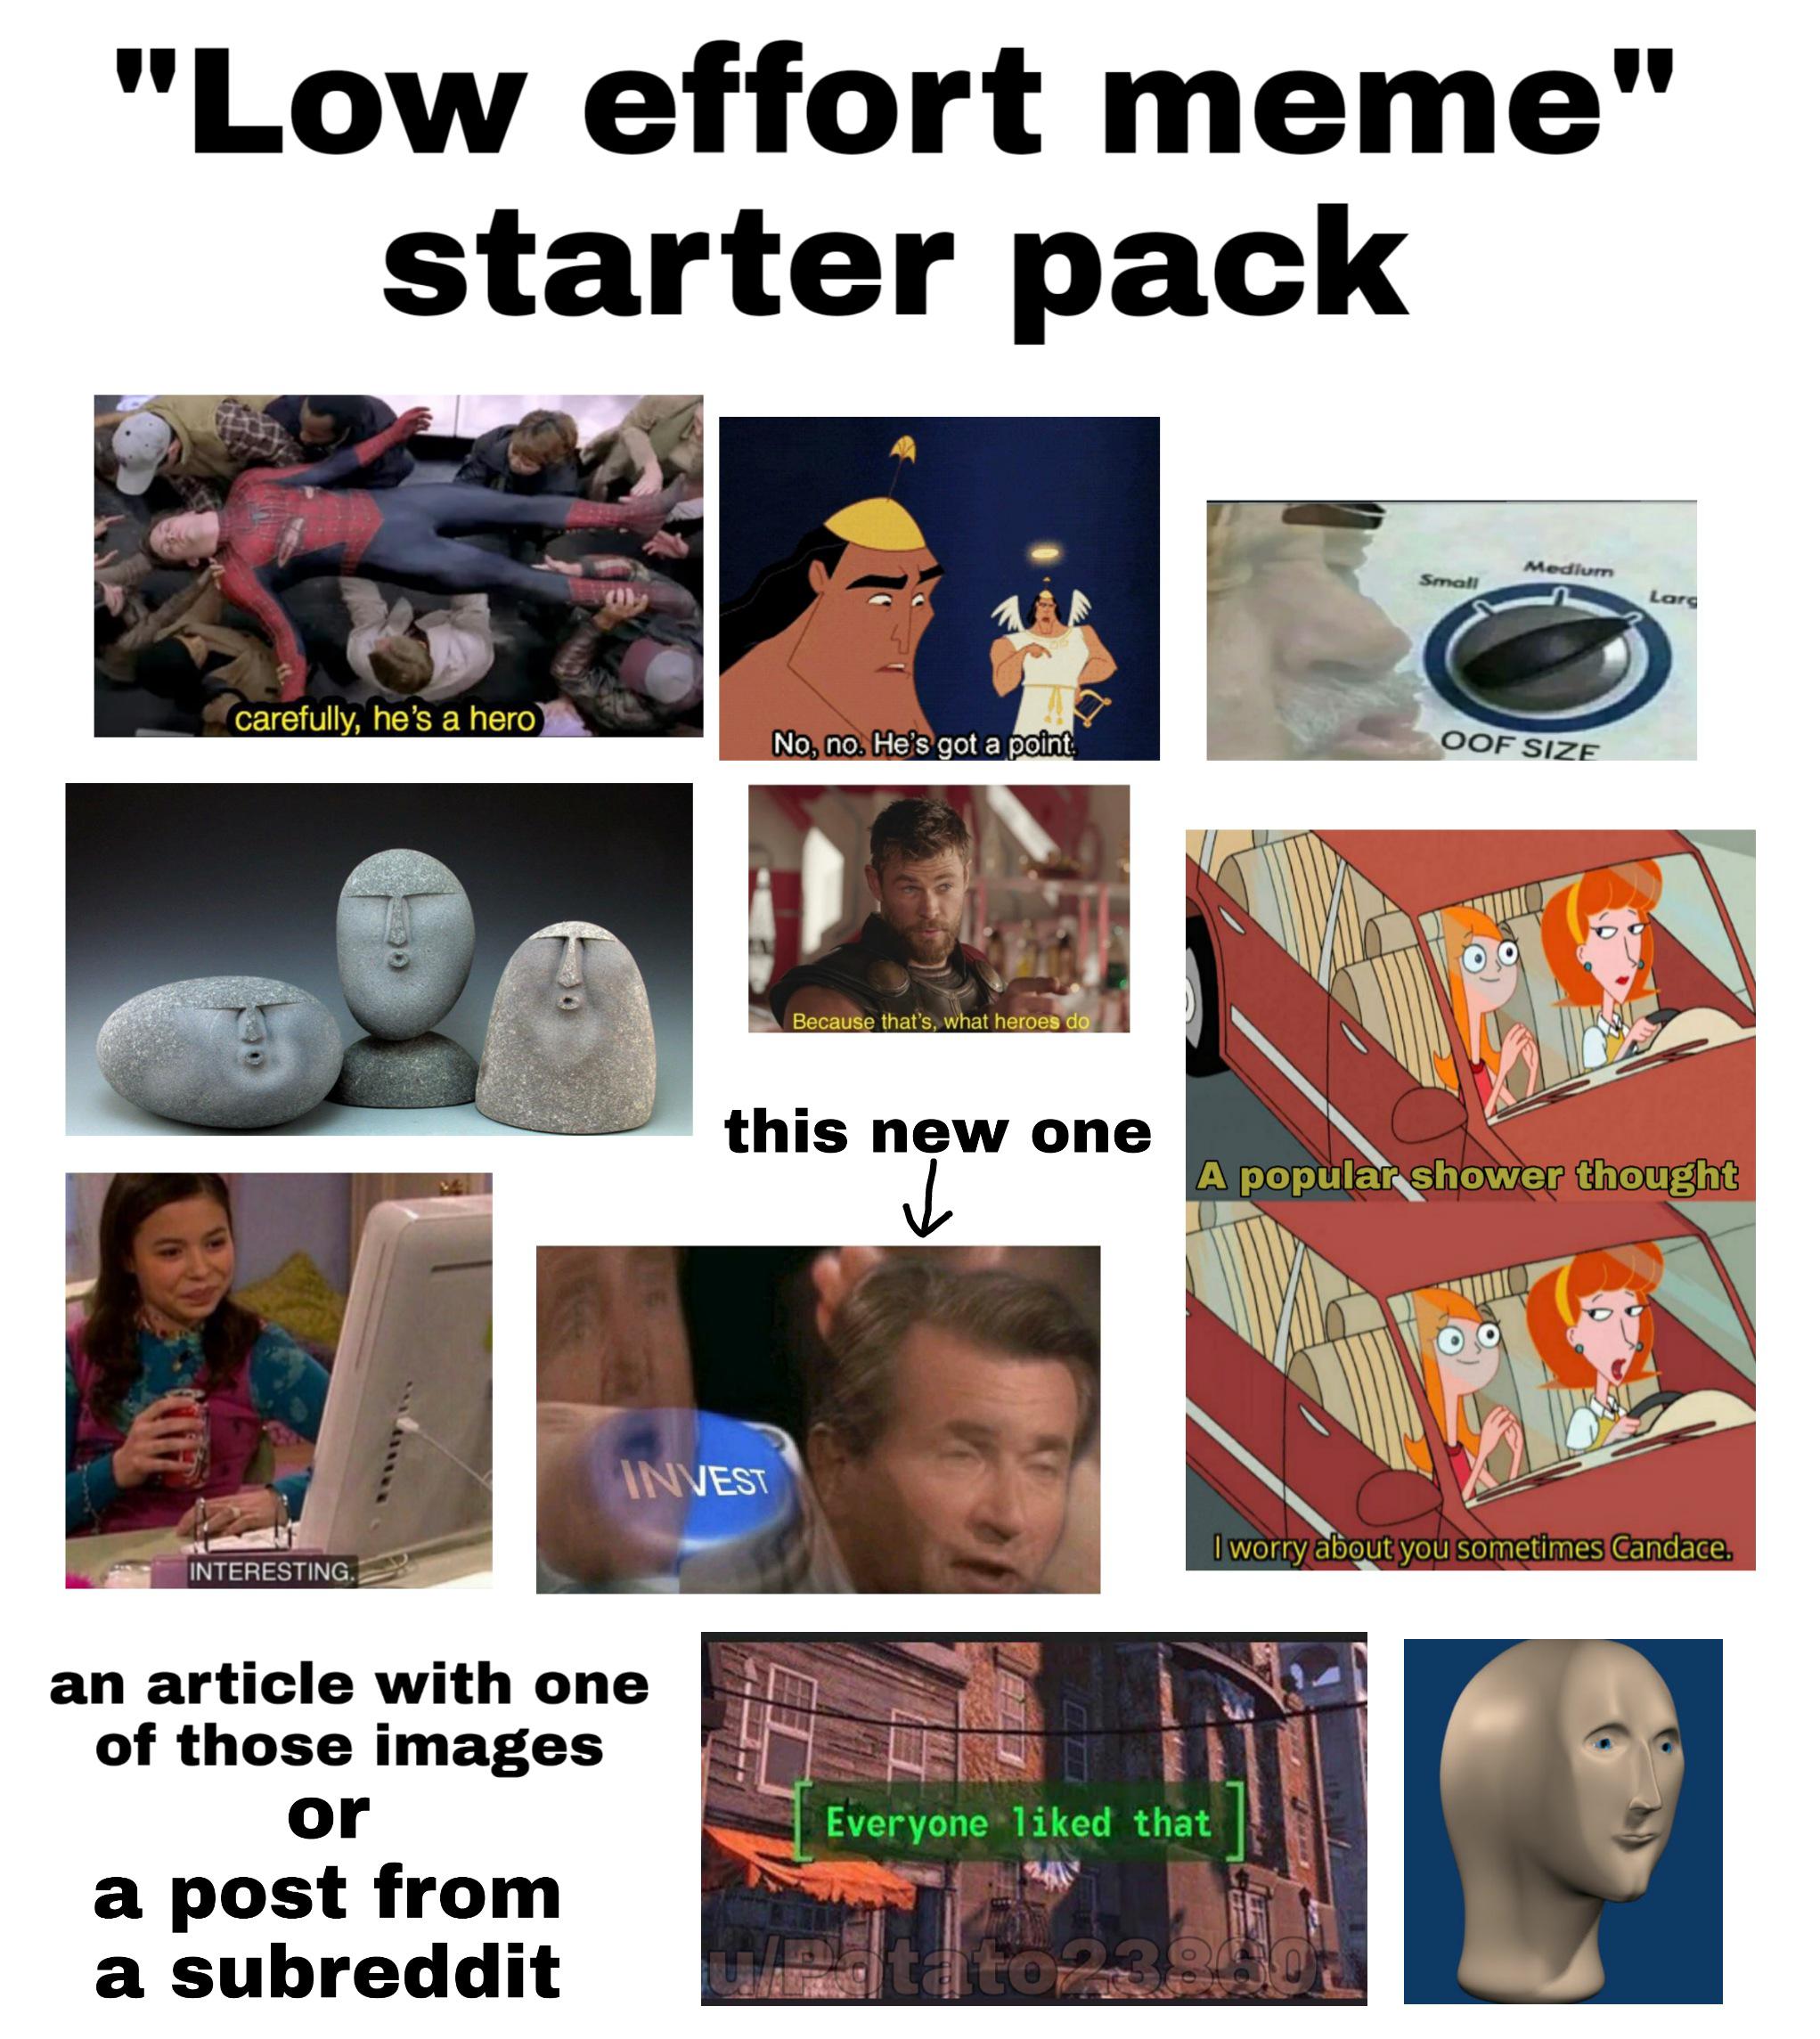 "Low effort meme"
starter pack
carefully, he's a hero
No, no. He's got a point.
Small
Medium
OOF SIZE
Because that's, what heroes do
this new one
A popular shower thought
INTERESTING.
INVEST
I worry about you sometimes Candace.
an article with one
of those images
or
a post from
a subreddit
[Everyone liked that]
u/Potato23860